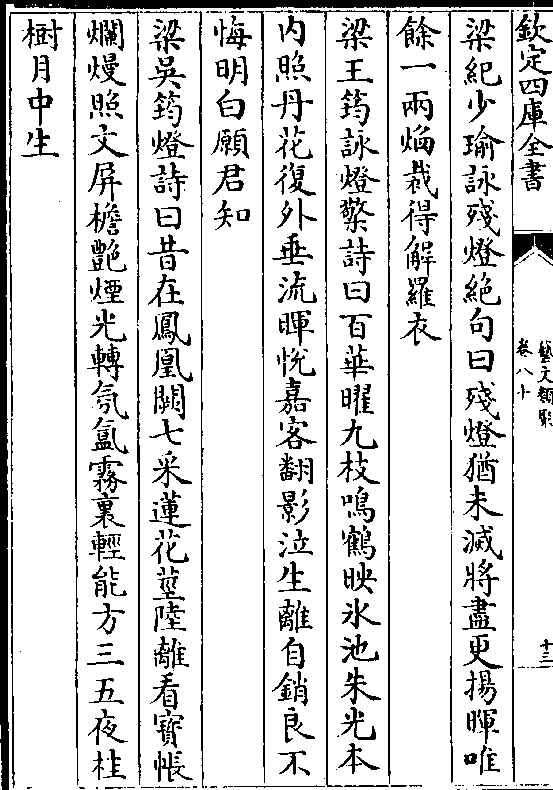 欽定四庫全書
藝文類聚
卷八十
十三
梁紀少瑜詠殘燈絕句曰殘燈猶未滅將盡更揚暉唯
餘一兩焰裁得解羅衣
梁王筠詠燈檠詩曰百華曜九枝鳴鶴映氷池朱光本
内照丹花復外垂流暉悦嘉客翻影泣生離自銷良不
悔明白願君知
梁吳筠燈詩曰昔在鳳凰闕七采蓮花莖陸離看寳帳
爛熳照文屏檐艶煙光轉氛氲霧裏輕能方三五夜桂
樹月中生